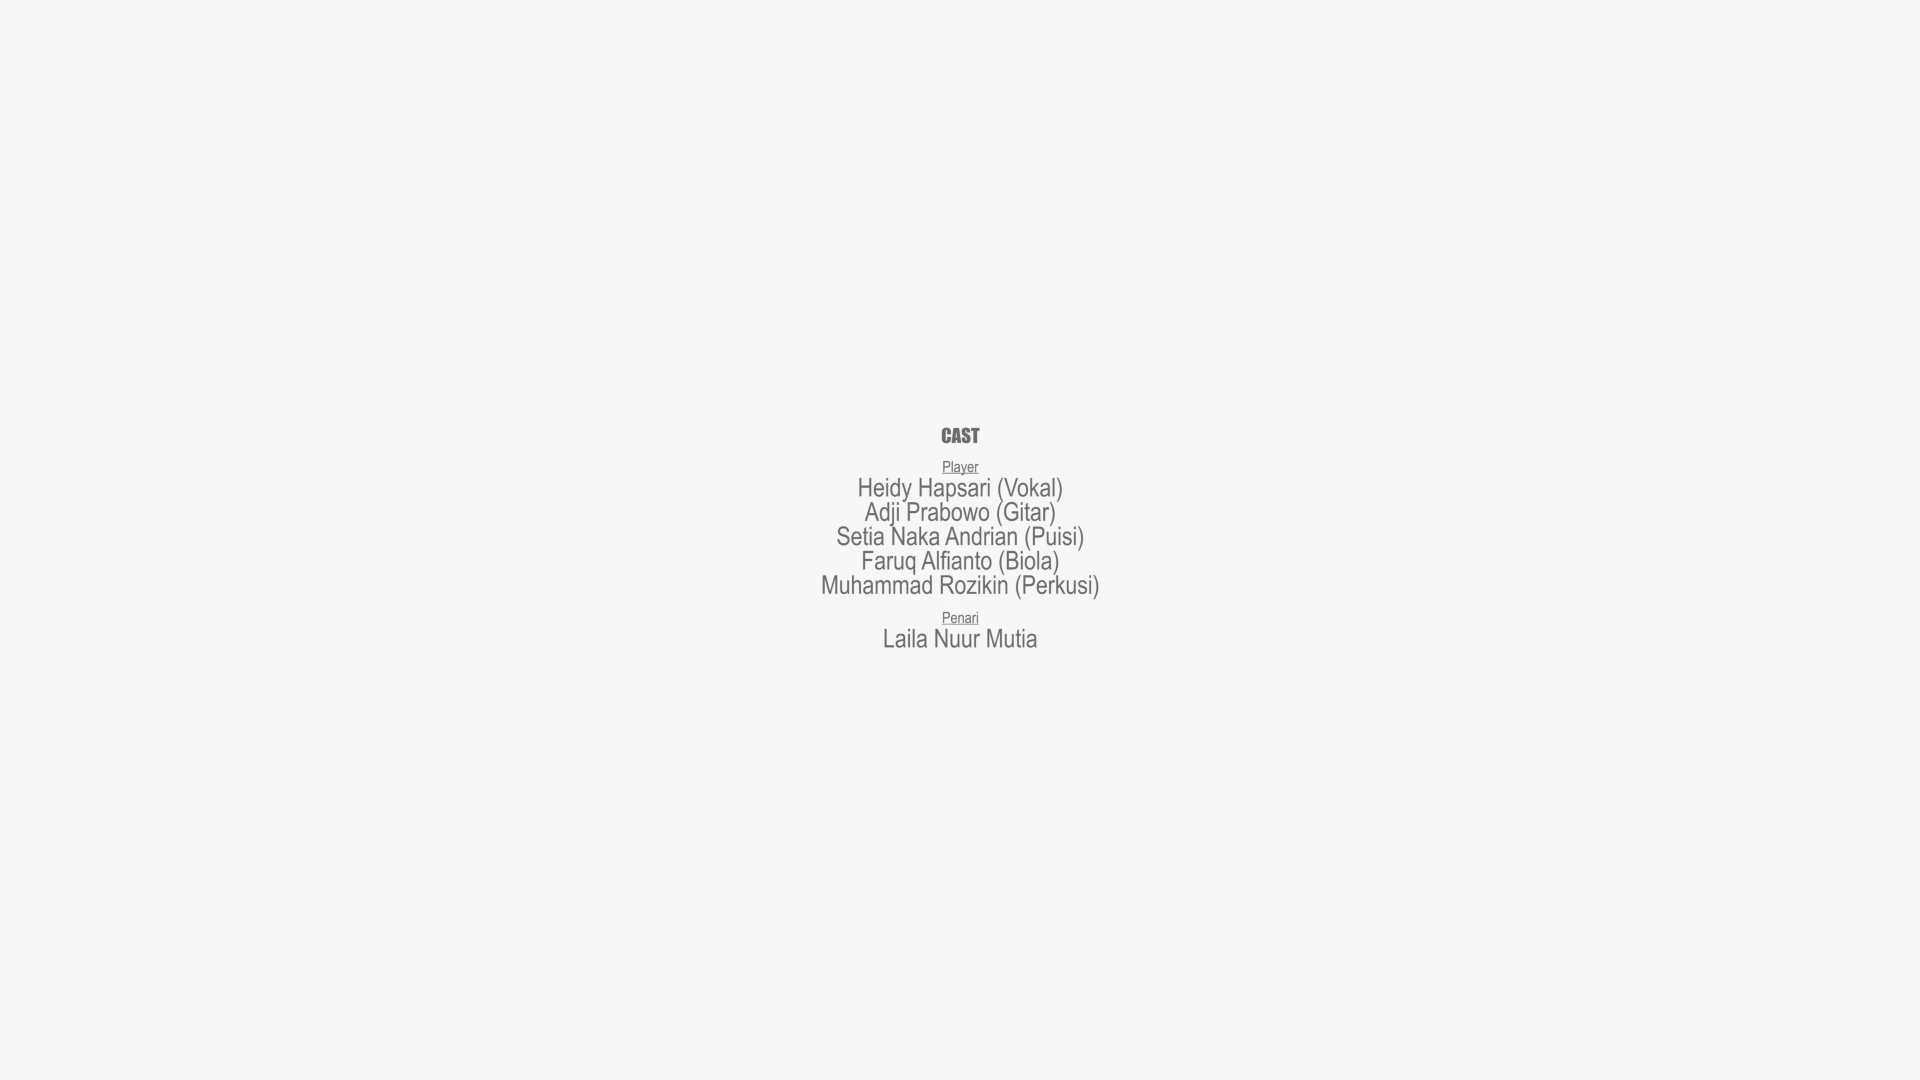 CAST
Player
Heidy Hapsari (Vokal)
Adji Prabowo (Gitar)
Setia Naka Andrian (Puisi)
Faruq Alfianto (Biola)
Muhammad Rozikin (Perkusi)
Penari
Laila Nuur Mutia